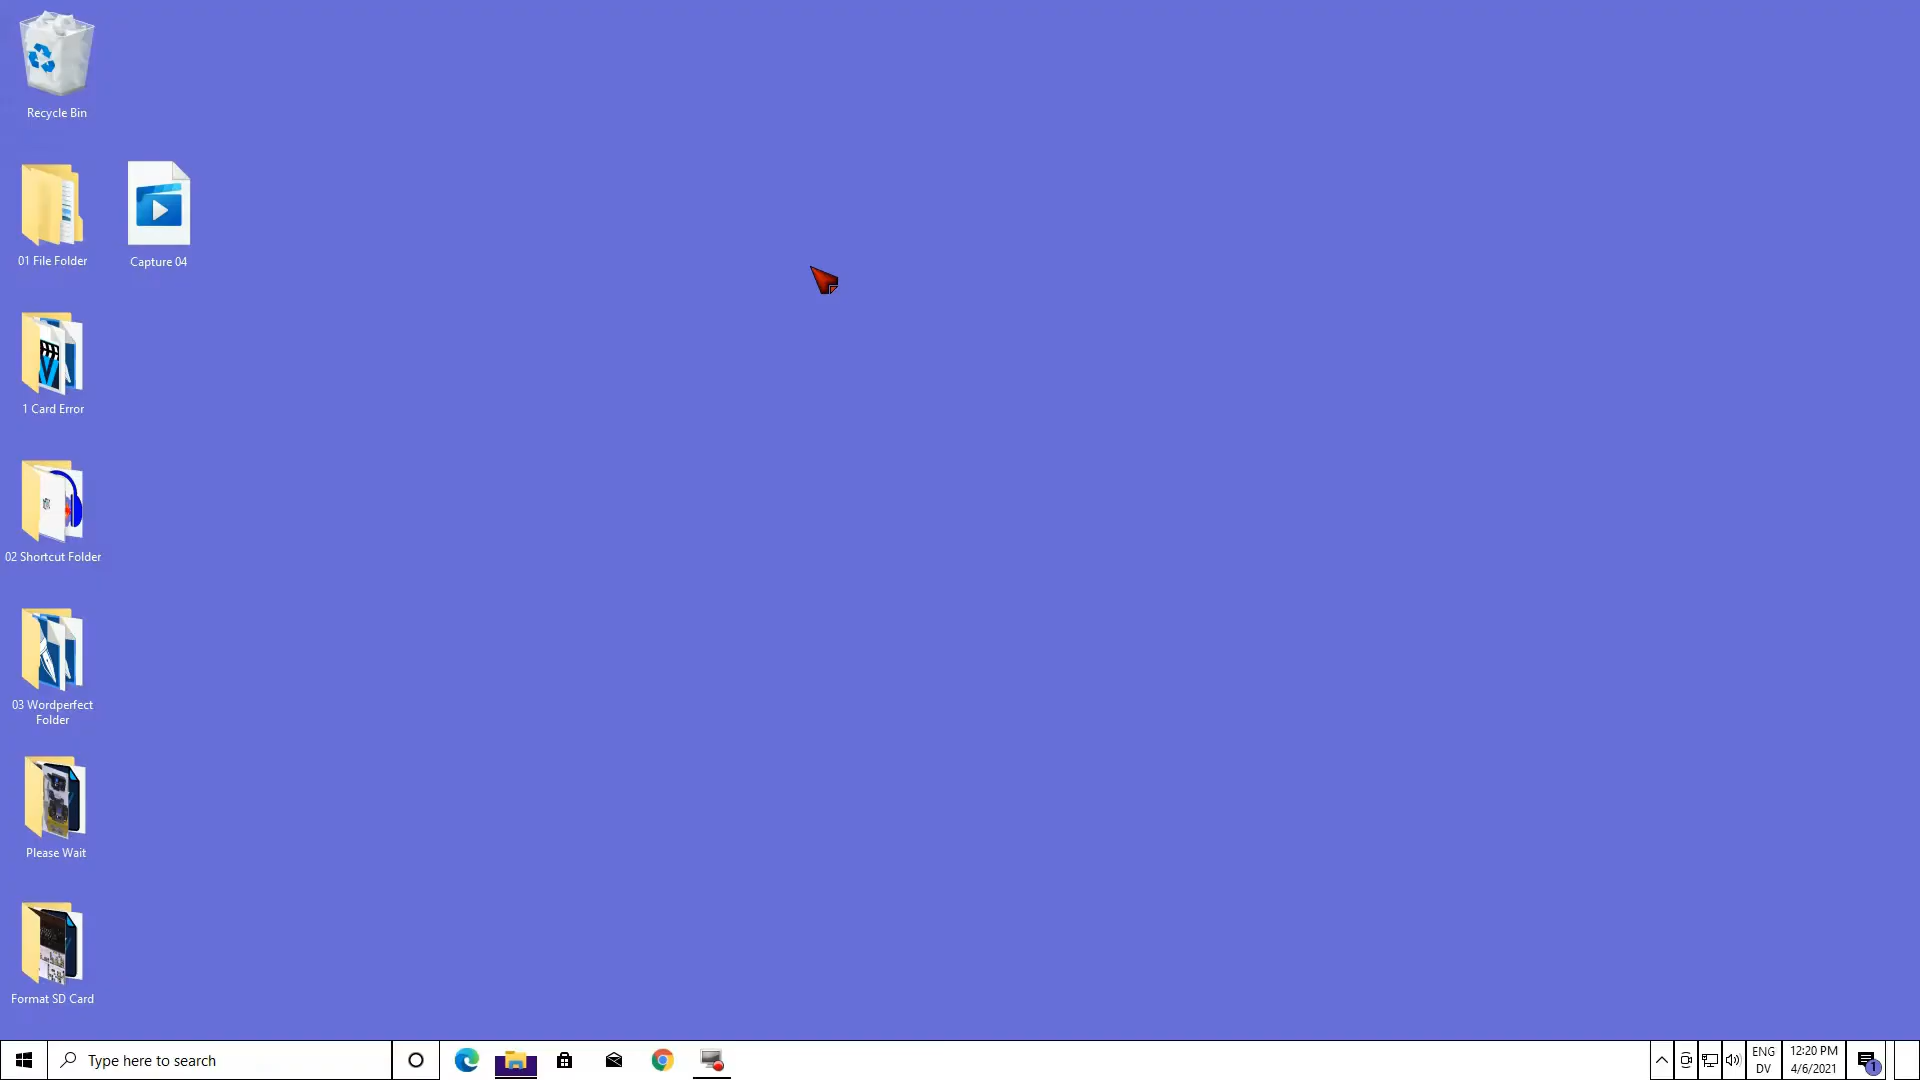 Recycle Bin
01 File Folder
Capture 04
1 Card Error
02 Shortcut Folder
03 Wordperfect
Folder
Please Wait
Format SD Card
Type here to search
ENG
DV
12:20 PM
4/6/2021
1